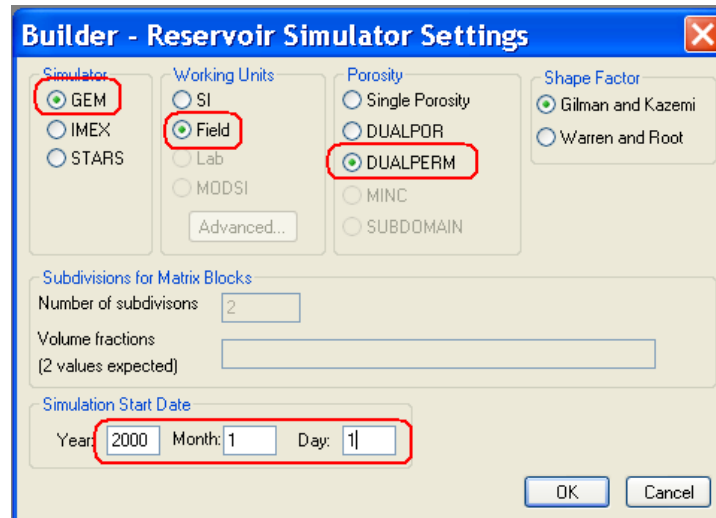 Builder - Reservoir Simulator Settings
Simulator
GEM
IMEX
STARS
Working Units
SI
Field
Lab
MODSI
Advanced...
Porosity
Single Porosity
DUALPOR
DUALPERM
MINC
SUBDOMAIN
Shape Factor
Gilman and Kazemi
Warren and Root
Subdivisions for Matrix Blocks
Number of subdivisons 2
Volume fractions
(2 values expected)
Simulation Start Date
Year: 2000 Month: 1 Day: 1
OK Cancel